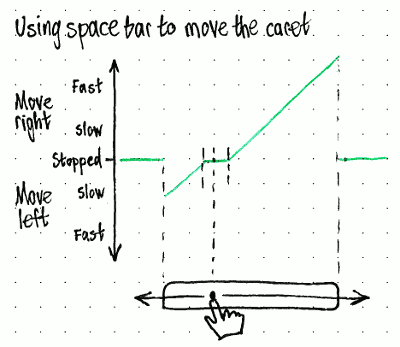 Using space bar to move the caret
Fast
Move
right
slow
Stopped
Move
left
slow
Fast